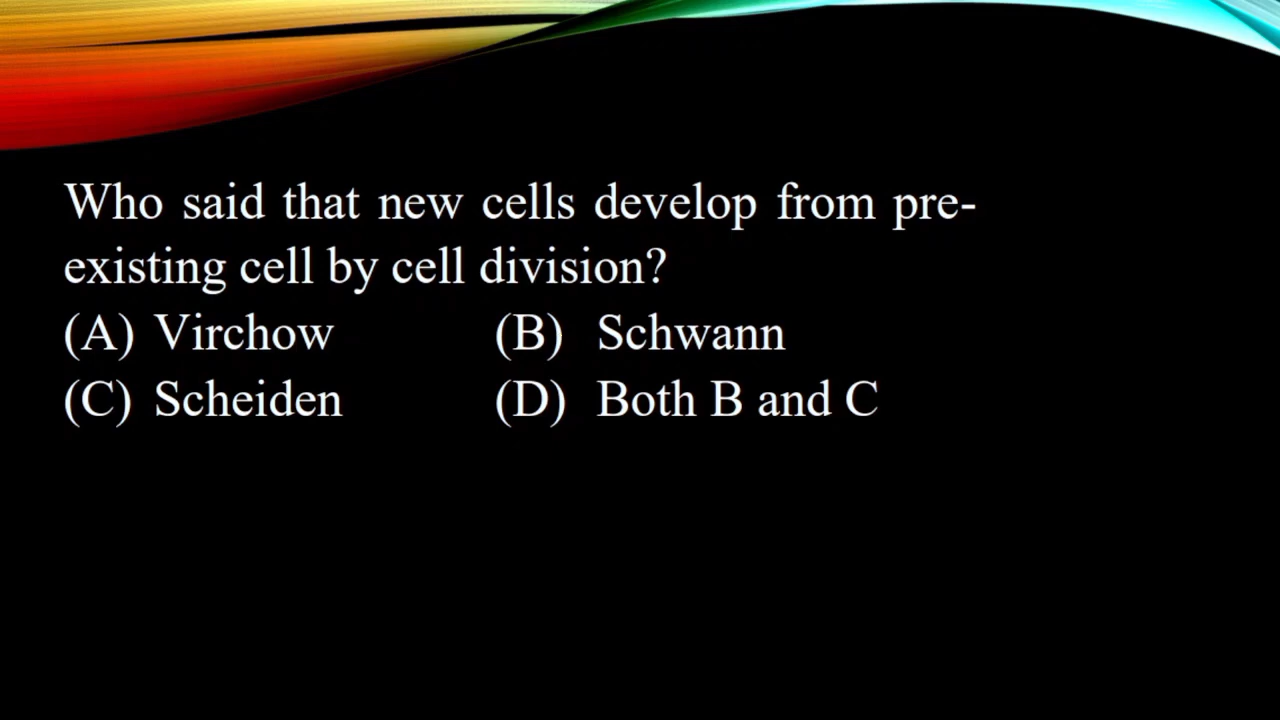 Who said that new cells develop from pre-
existing cell by cell division?
(A) Virchow (B) Schwann
(C) Scheiden (D) Both B and C